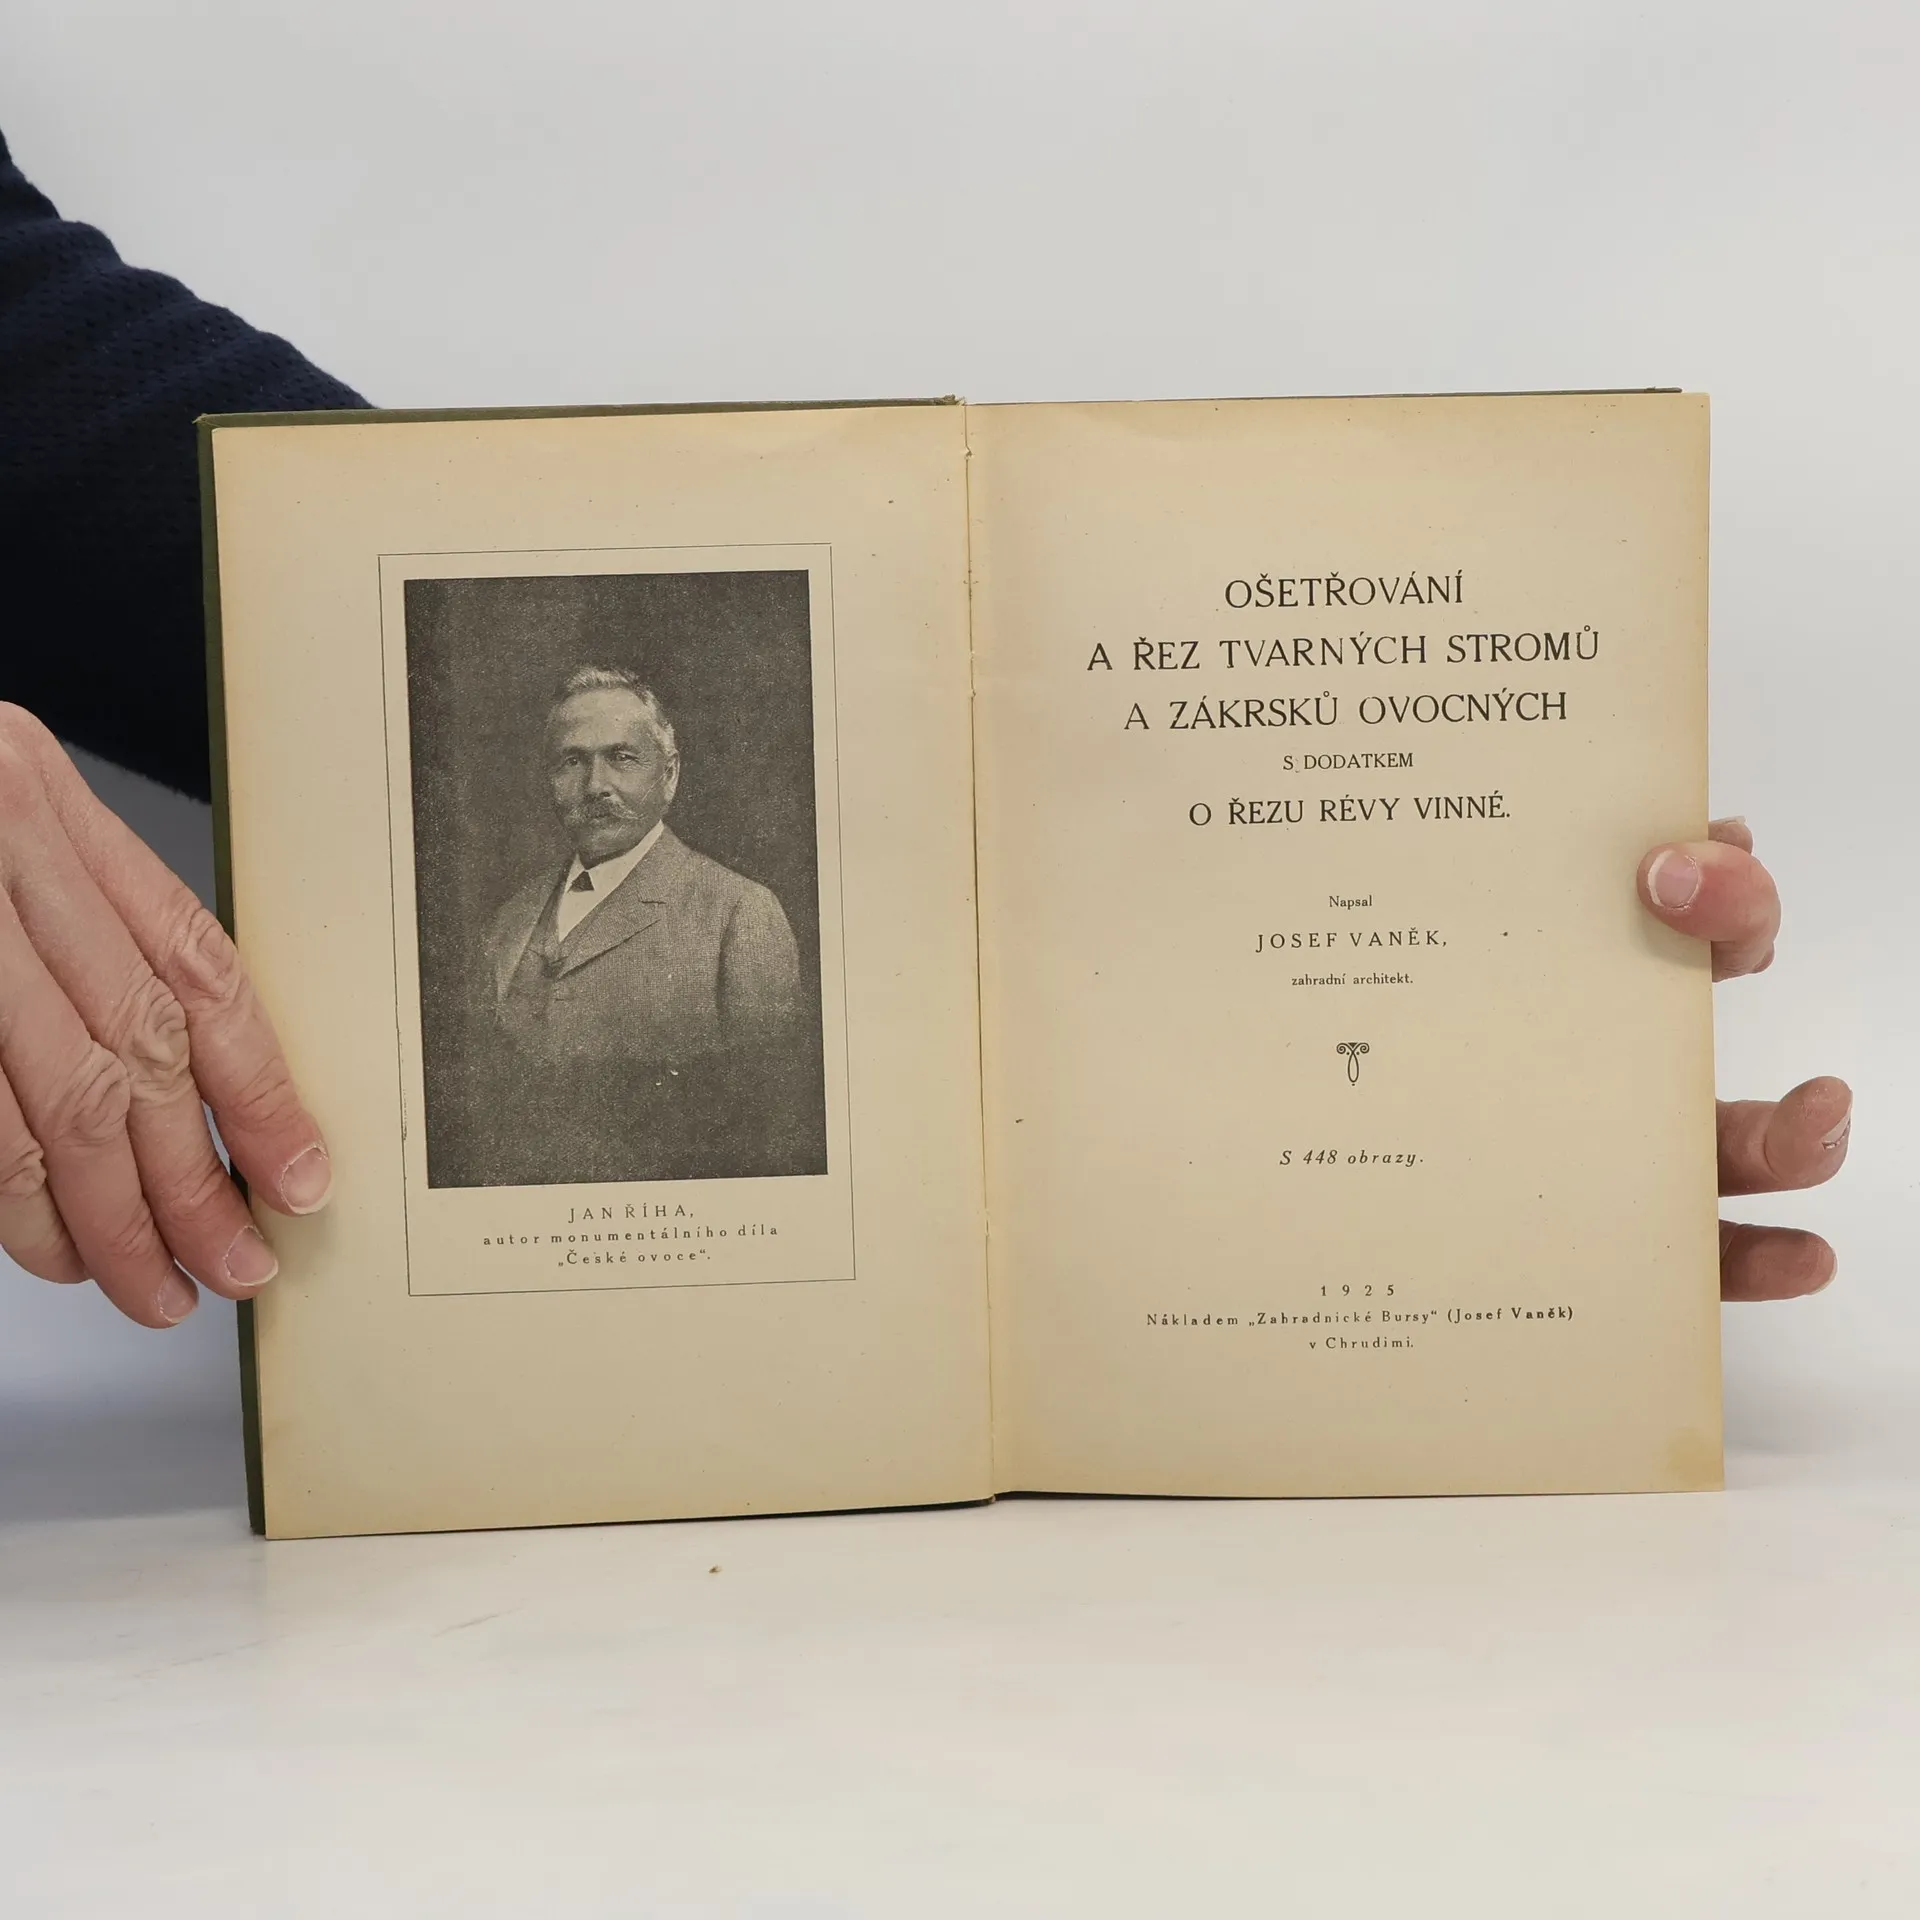 JAN ŘÍHA,
autor monumentálního díla
„České ovoce“.
OŠETŘOVÁNÍ
A ŘEZ TVARNÝCH STROMŮ
A ZÁKRSKŮ OVOCNÝCH
S DODATKEM
O ŘEZU RÉVY VINNÉ.
Napsal
JOSEF VANĚK,
zahradní architekt.
S 448 obrazy.
1925
Nákladem „Zahradnické Bursy“ (Josef Vaněk)
v Chrudimi.